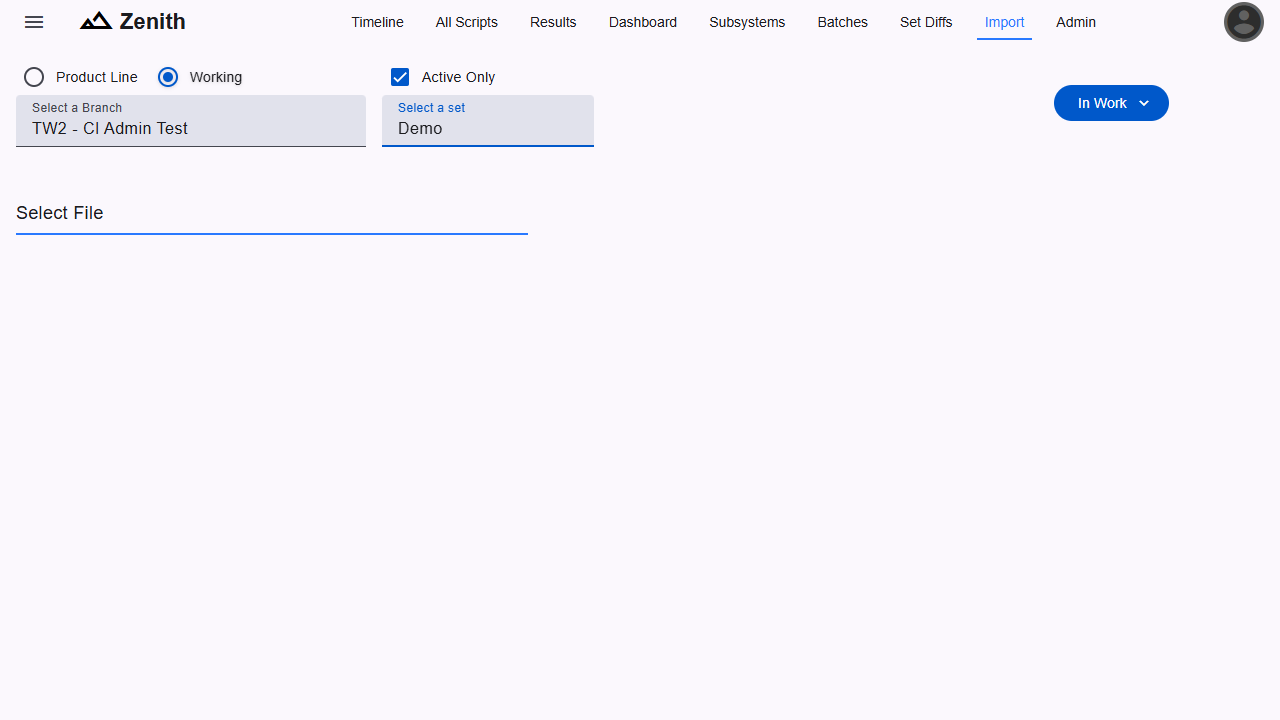 Zenith
Timeline All Scripts Results Dashboard Subsystems Batches Set Diffs Import Admin
Product Line Working Active Only
Select a Branch
TW2 - CI Admin Test
Select a set
Demo
In Work
Select File